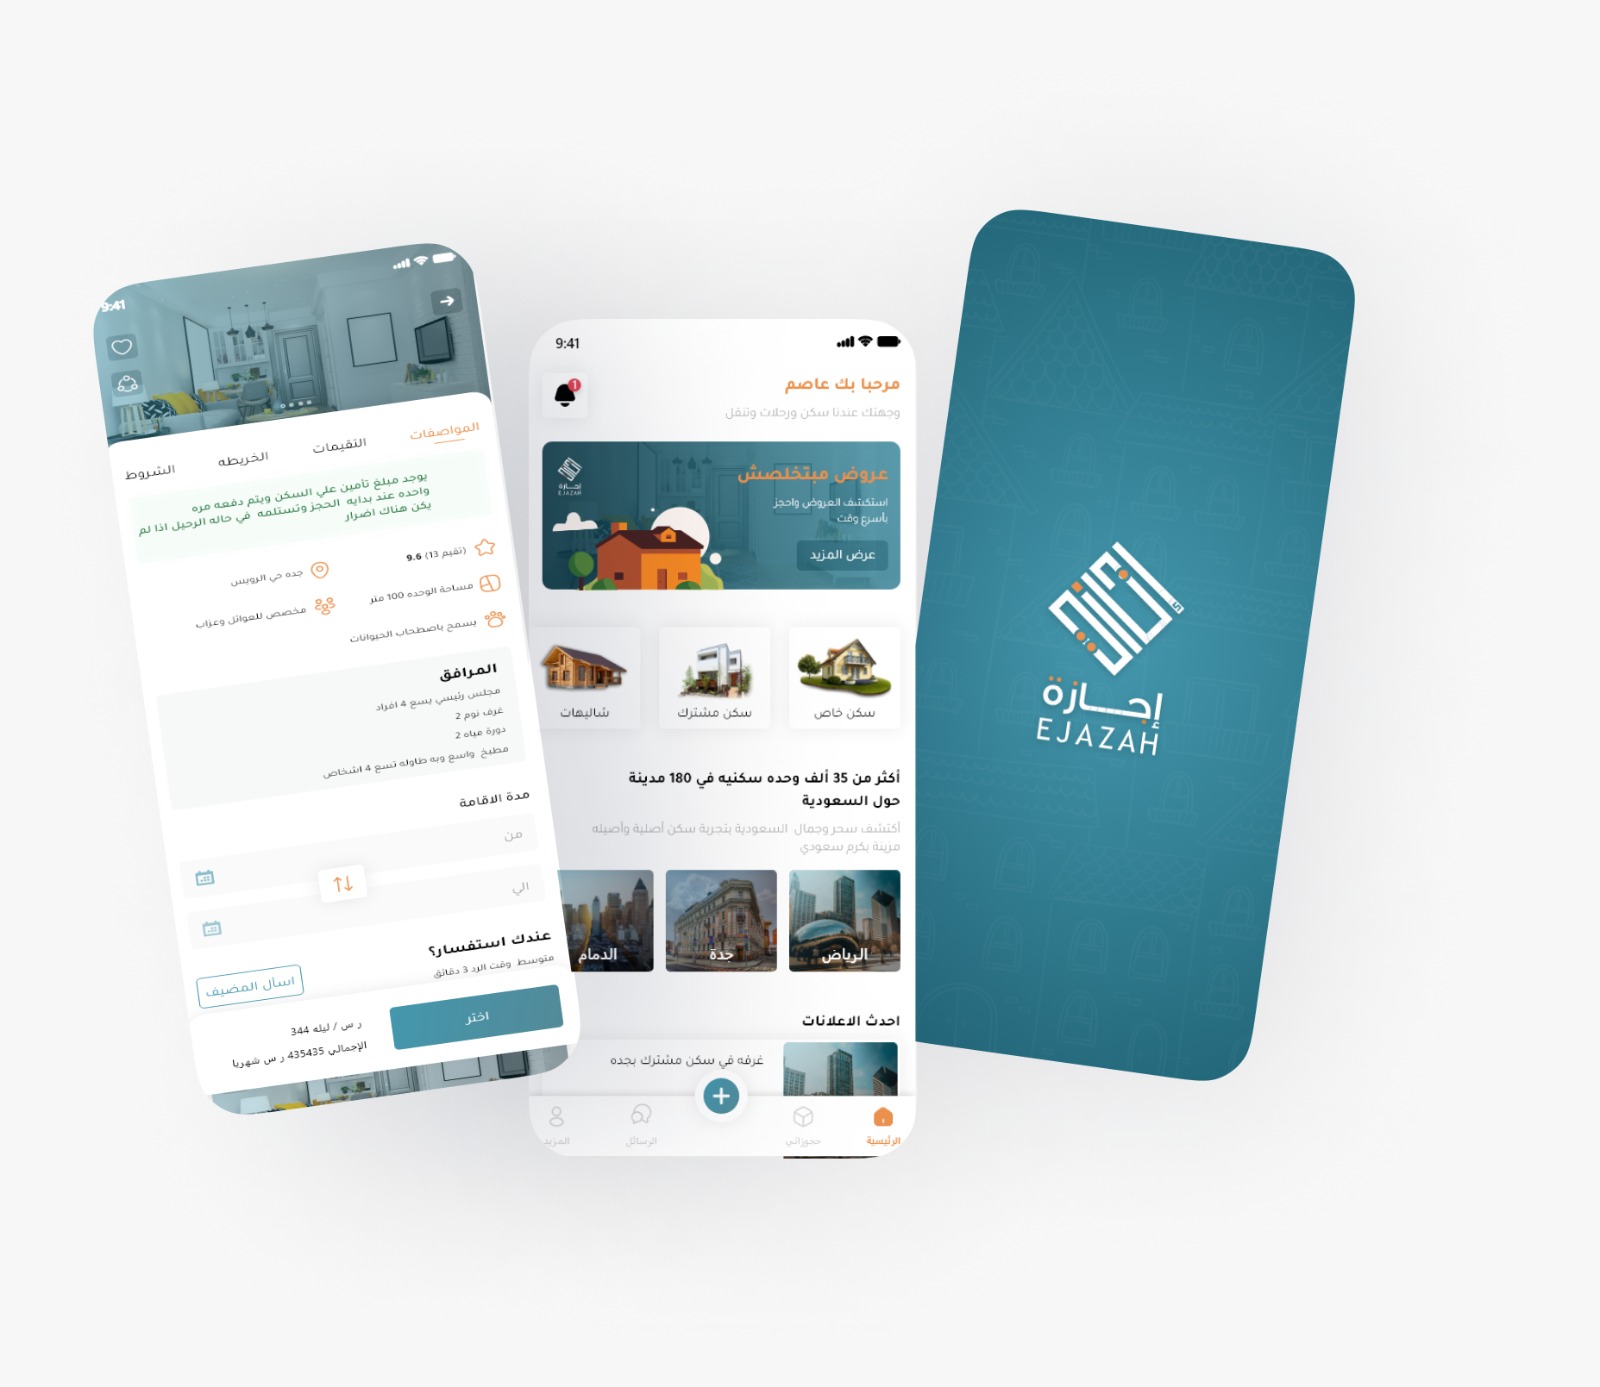 9:41
المواصفات
التقيمات
الخريطه
الشروط
يوجد مبلغ تأمين علي السكن ويتم دفعه مره
واحده عند بدايه الحجز وتستلمه في حاله الرحيل اذا لم
يكن هناك اضرار
(تقيم 13) 9.6
جده حي الرويس
مساحة الوحده 100 متر
مخصص للعوائل وعزاب
يسمح باصطحاب الحيوانات
المرافق
مجلس رئيسي يسع 4 افراد
غرف نوم 2
دورة مياه 2
مطبخ واسع وبه طاوله تسع 4 اشخاص
مدة الاقامة
من
الي
عندك استفسار؟
متوسط وقت الرد 3 دقائق
اسأل المضيف
اختر
ر س / ليله 344
الإجمالي 435435 ر س شهريا
9:41
1
مرحبا بك عاصم
وجهتك عندنا سكن ورحلات وتنقل
عروض مبتخلصش
استكشف العروض واحجز
بأسرع وقت
عرض المزيد
إجازة
EJAZAH
سكن خاص
سكن مشترك
شاليهات
أكثر من 35 ألف وحده سكنيه في 180 مدينة
حول السعودية
أكتشف سحر وجمال السعودية بتجربة سكن أصلية وأصيله
مزينة بكرم سعودي
الرياض
جدة
الدمام
احدث الاعلانات
غرفه في سكن مشترك بجده
الرئيسية
حجوزاتي
الرسائل
المزيد
إجازة
EJAZAH